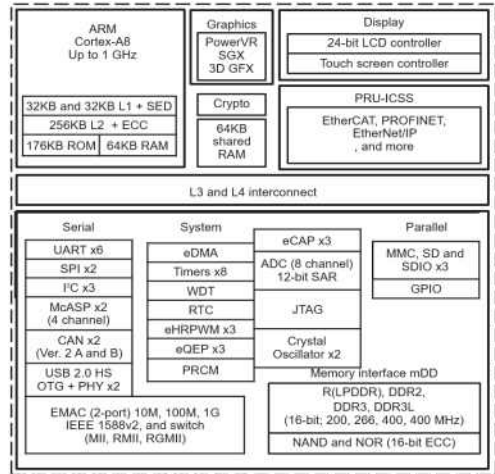 ARM
Cortex-A8
Up to 1 GHz
32KB and 32KB L1 + SED
256KB L2 + ECC
176KB ROM
64KB RAM
Graphics
PowerVR
SGX
3D GFX
Crypto
64KB
shared
RAM
Display
24-bit LCD controller
Touch screen controller
PRU-ICSS
EtherCAT, PROFINET,
EtherNet/IP
, and more
L3 and L4 interconnect
Serial
UART x6
SPI x2
I²C x3
McASP x2
(4 channel)
CAN x2
(Ver. 2 A and B)
USB 2.0 HS
OTG + PHY x2
EMAC (2-port) 10M, 100M, 1G
IEEE 1588v2, and switch
(MII, RMII, RGMII)
System
eDMA
Timers x8
WDT
RTC
eHRPWM x3
eQEP x3
PRCM
eCAP x3
ADC (8 channel)
12-bit SAR
JTAG
Crystal
Oscillator x2
Parallel
MMC, SD and
SDIO x3
GPIO
Memory interface mDD
R(LPDDR), DDR2,
DDR3, DDR3L
(16-bit; 200, 266, 400, 400 MHz)
NAND and NOR (16-bit ECC)